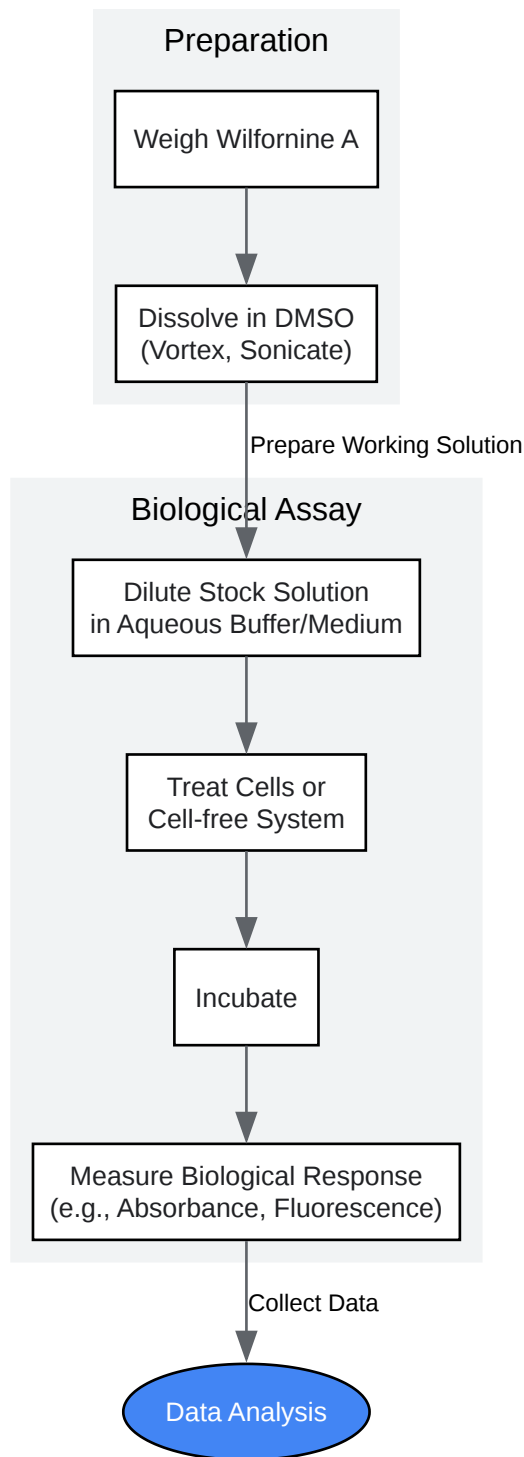 Preparation
Weigh Wilfornine A
Dissolve in DMSO
(Vortex, Sonicate)
Prepare Working Solution
Biological Assay
Dilute Stock Solution
in Aqueous Buffer/Medium
Treat Cells or
Cell-free System
Incubate
Measure Biological Response
(e.g., Absorbance, Fluorescence)
Collect Data
Data Analysis